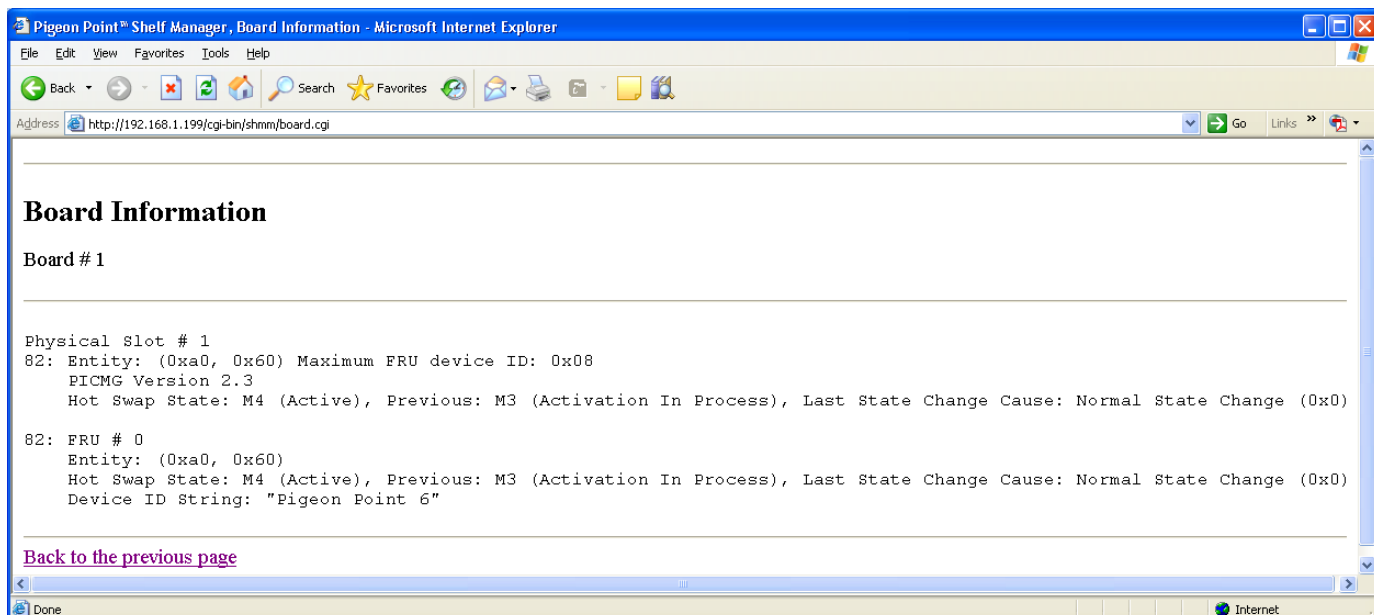 Pigeon Point™ Shelf Manager, Board Information - Microsoft Internet Explorer
File Edit View Favorites Tools Help
Back Search Favorites
Address http://192.168.1.199/cgi-bin/shmm/board.cgi Go Links »
Board Information
Board # 1
Physical Slot # 1
82: Entity: (0xa0, 0x60) Maximum FRU device ID: 0x08
PICMG Version 2.3
Hot Swap State: M4 (Active), Previous: M3 (Activation In Process), Last State Change Cause: Normal State Change (0x0)
82: FRU # 0
Entity: (0xa0, 0x60)
Hot Swap State: M4 (Active), Previous: M3 (Activation In Process), Last State Change Cause: Normal State Change (0x0)
Device ID String: "Pigeon Point 6"
Back to the previous page
Done Internet